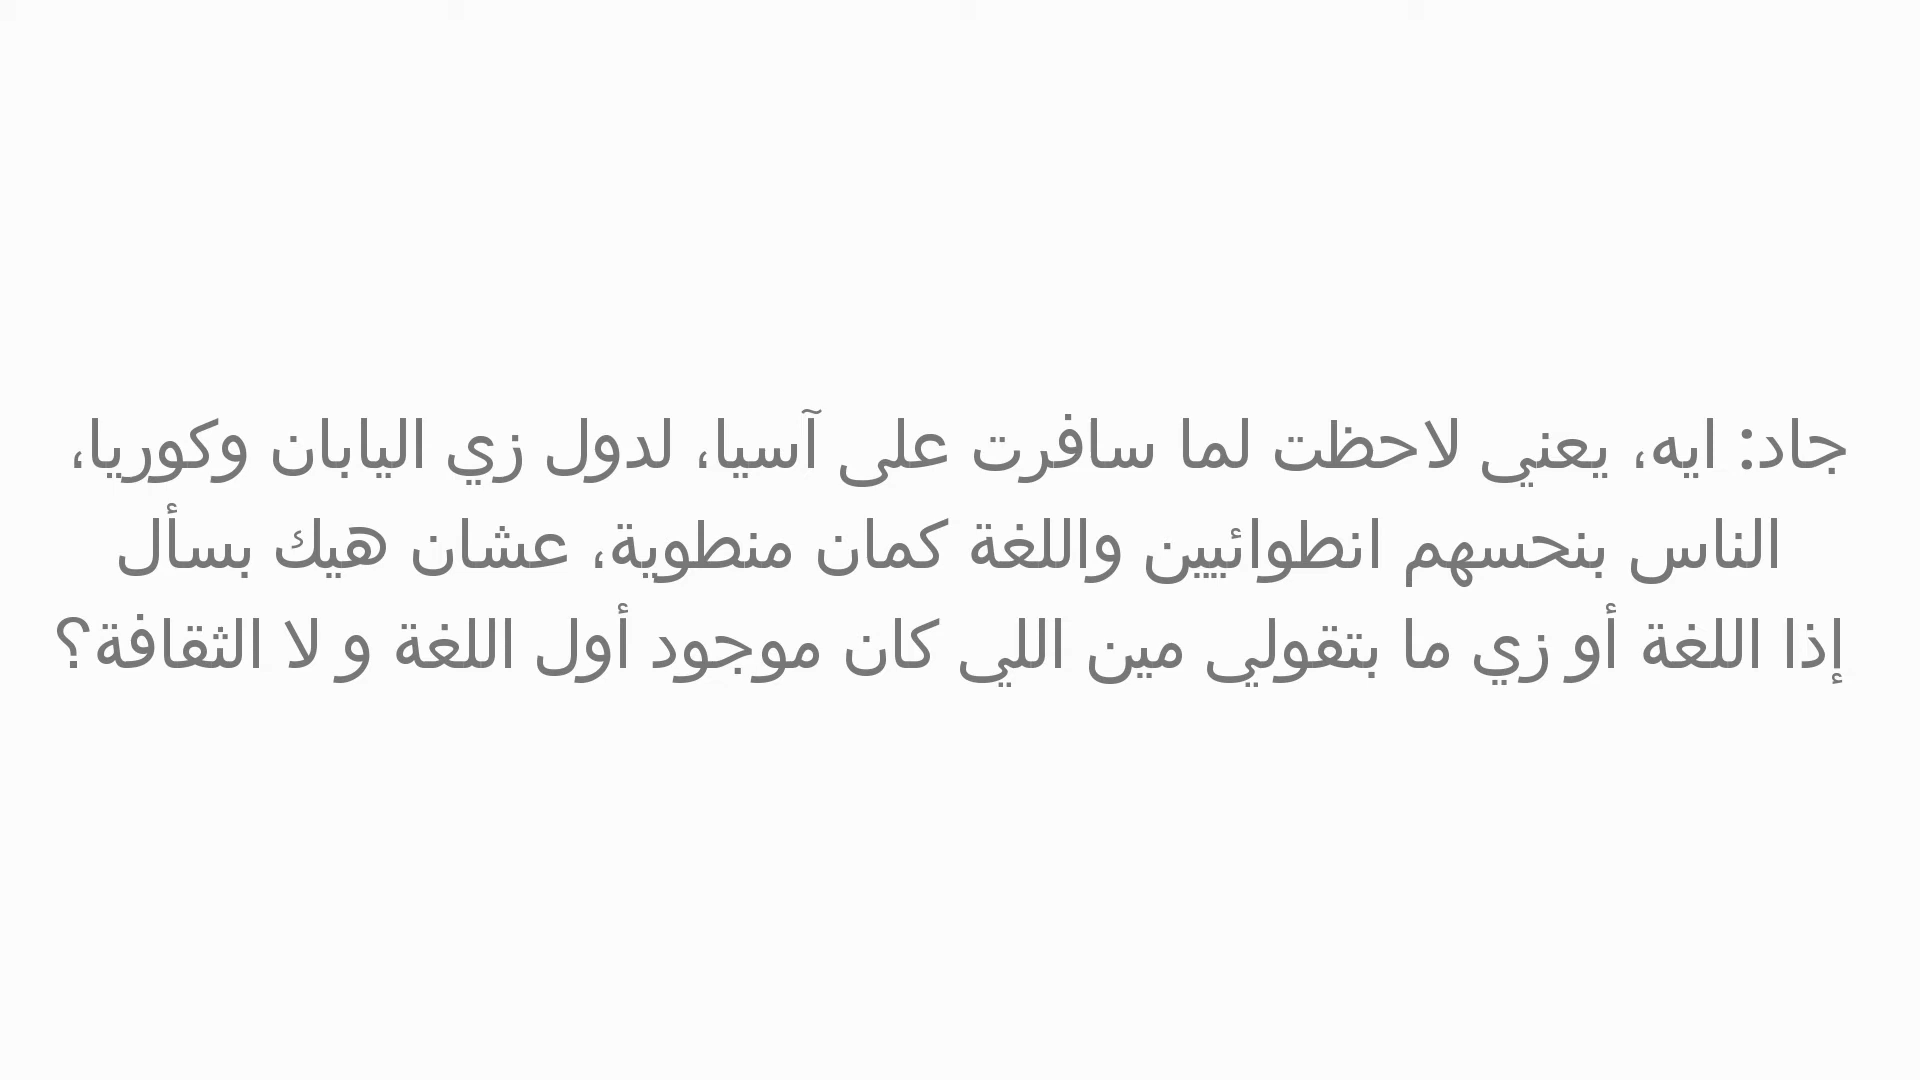 جاد: ايه، يعني لاحظت لما سافرت على آسيا، لدول زي اليابان وكوريا،
الناس بنحسهم انطوائيين واللغة كمان منطوية، عشان هيك بسأل
إذا اللغة أو زي ما بتقولي مين اللي كان موجود أول اللغة و لا الثقافة؟